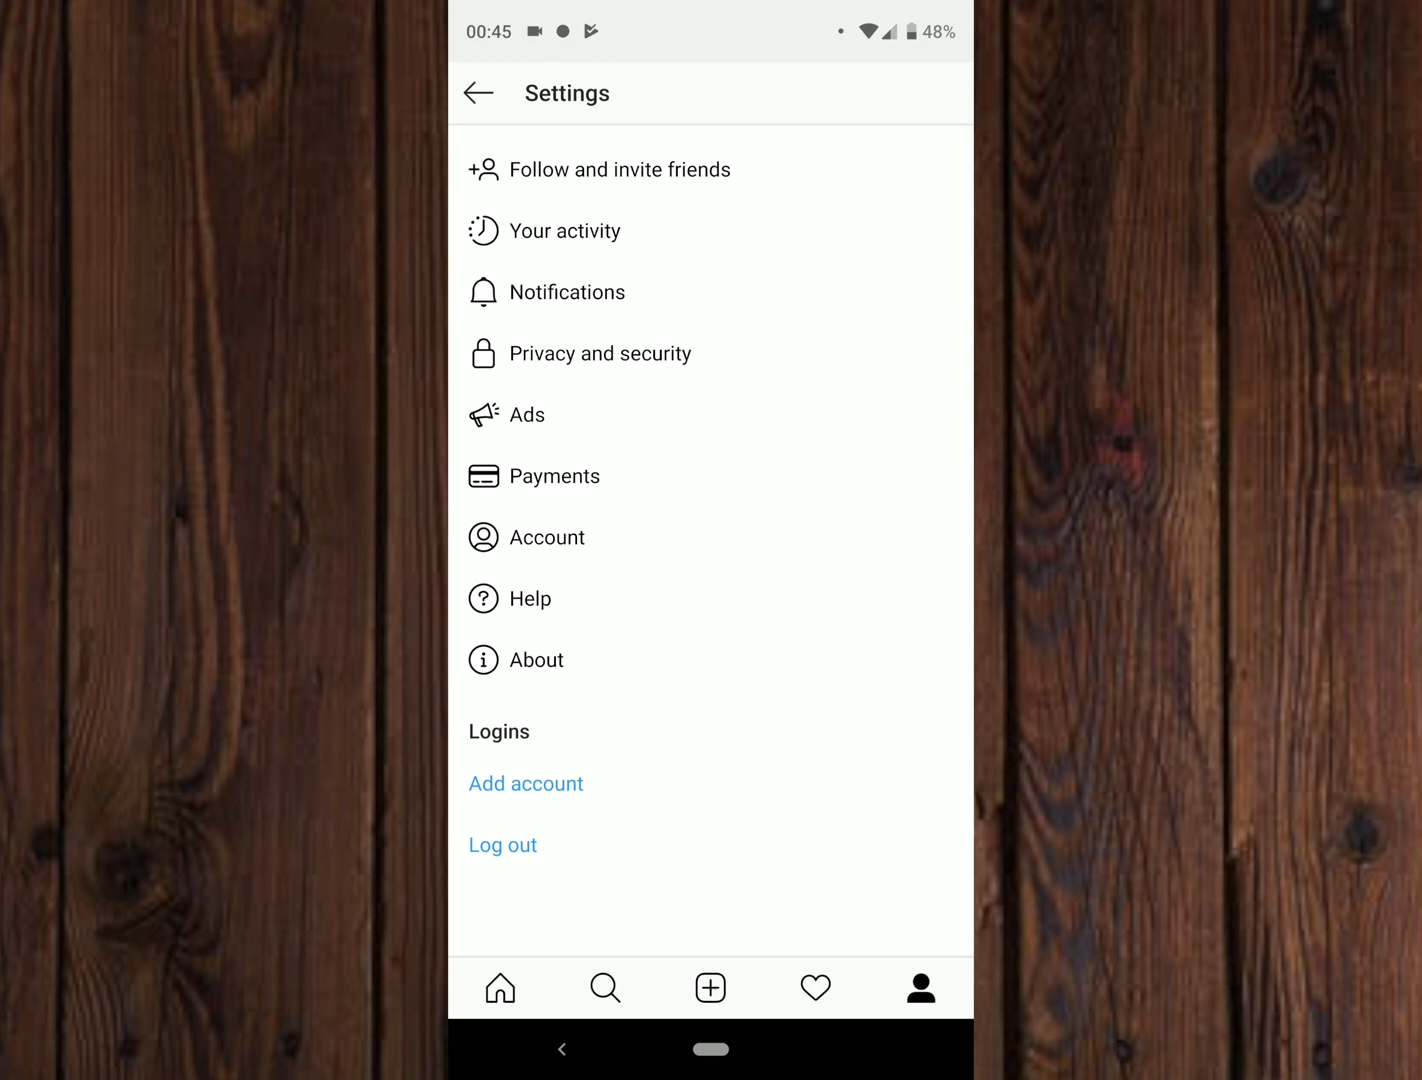 00:45 48%
Settings
Follow and invite friends
Your activity
Notifications
Privacy and security
Ads
Payments
Account
Help
About
Logins
Add account
Log out